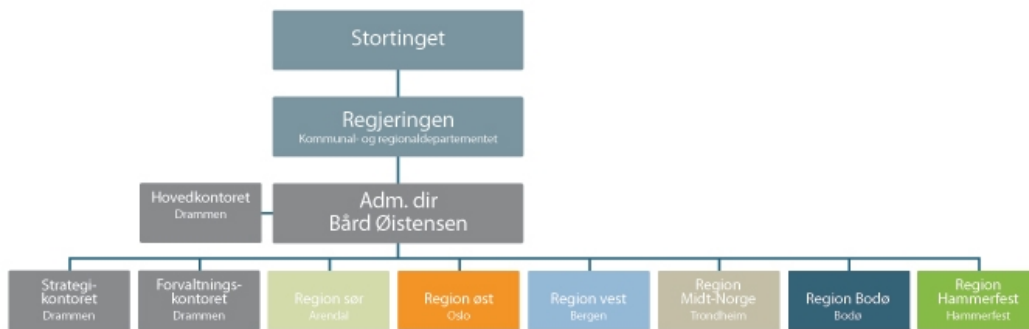 Stortinget
Regjeringen
Kommunal- og regionaldepartementet
Hovedkontoret
Drammen
Adm. dir
Bård Øistensen
Strategi-
kontoret
Drammen
Forvaltnings-
kontoret
Drammen
Region sør
Arendal
Region øst
Oslo
Region vest
Bergen
Region
Midt-Norge
Trondheim
Region Bodø
Bodø
Region
Hammerfest
Hammerfest